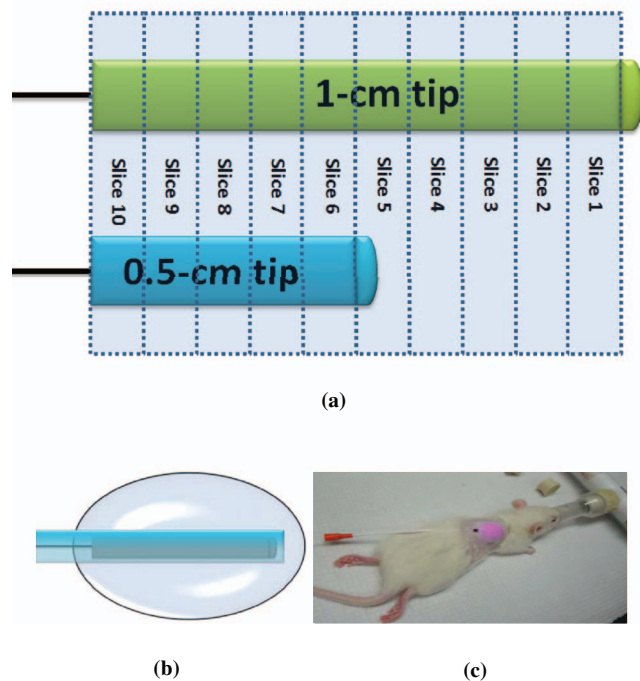 1-cm tip
Slice 10
Slice 9
Slice 8
Slice 7
Slice 6
Slice 5
Slice 4
Slice 3
Slice 2
Slice 1
0.5-cm tip
(a)
(b)
(c)